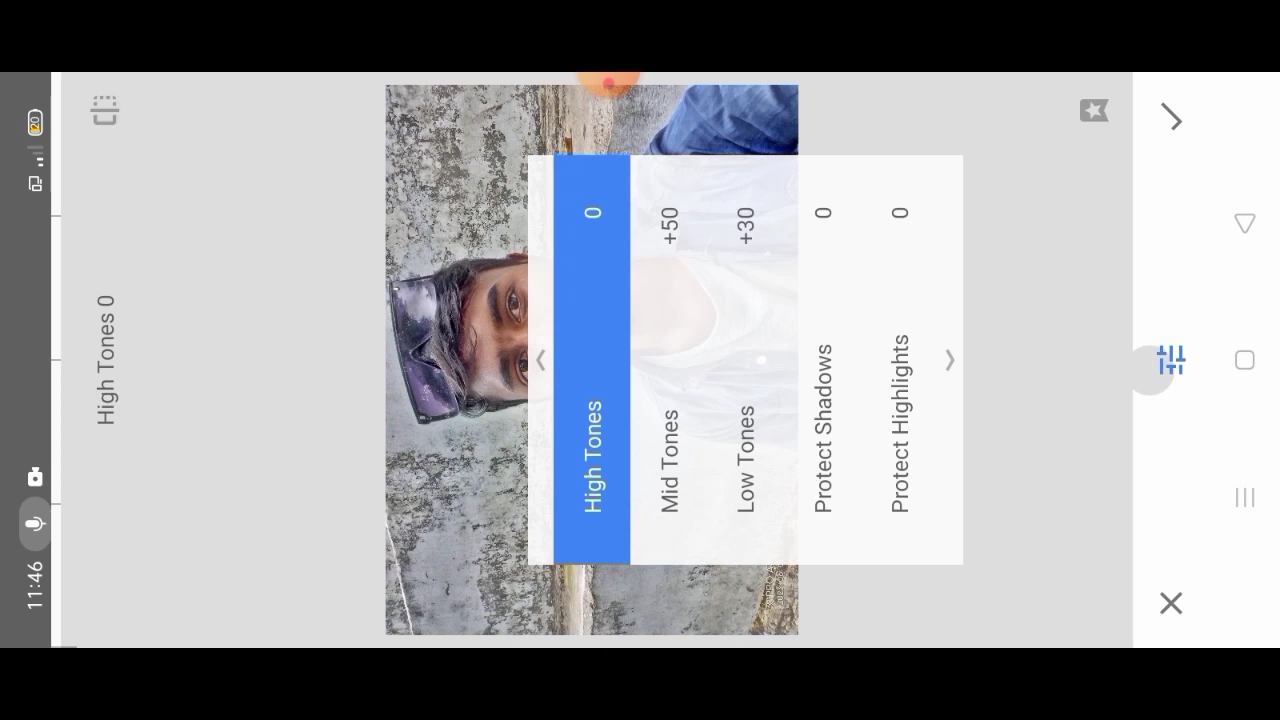 11:46
20
High Tones 0
High Tones 0
Mid Tones +50
Low Tones +30
Protect Shadows 0
Protect Highlights 0